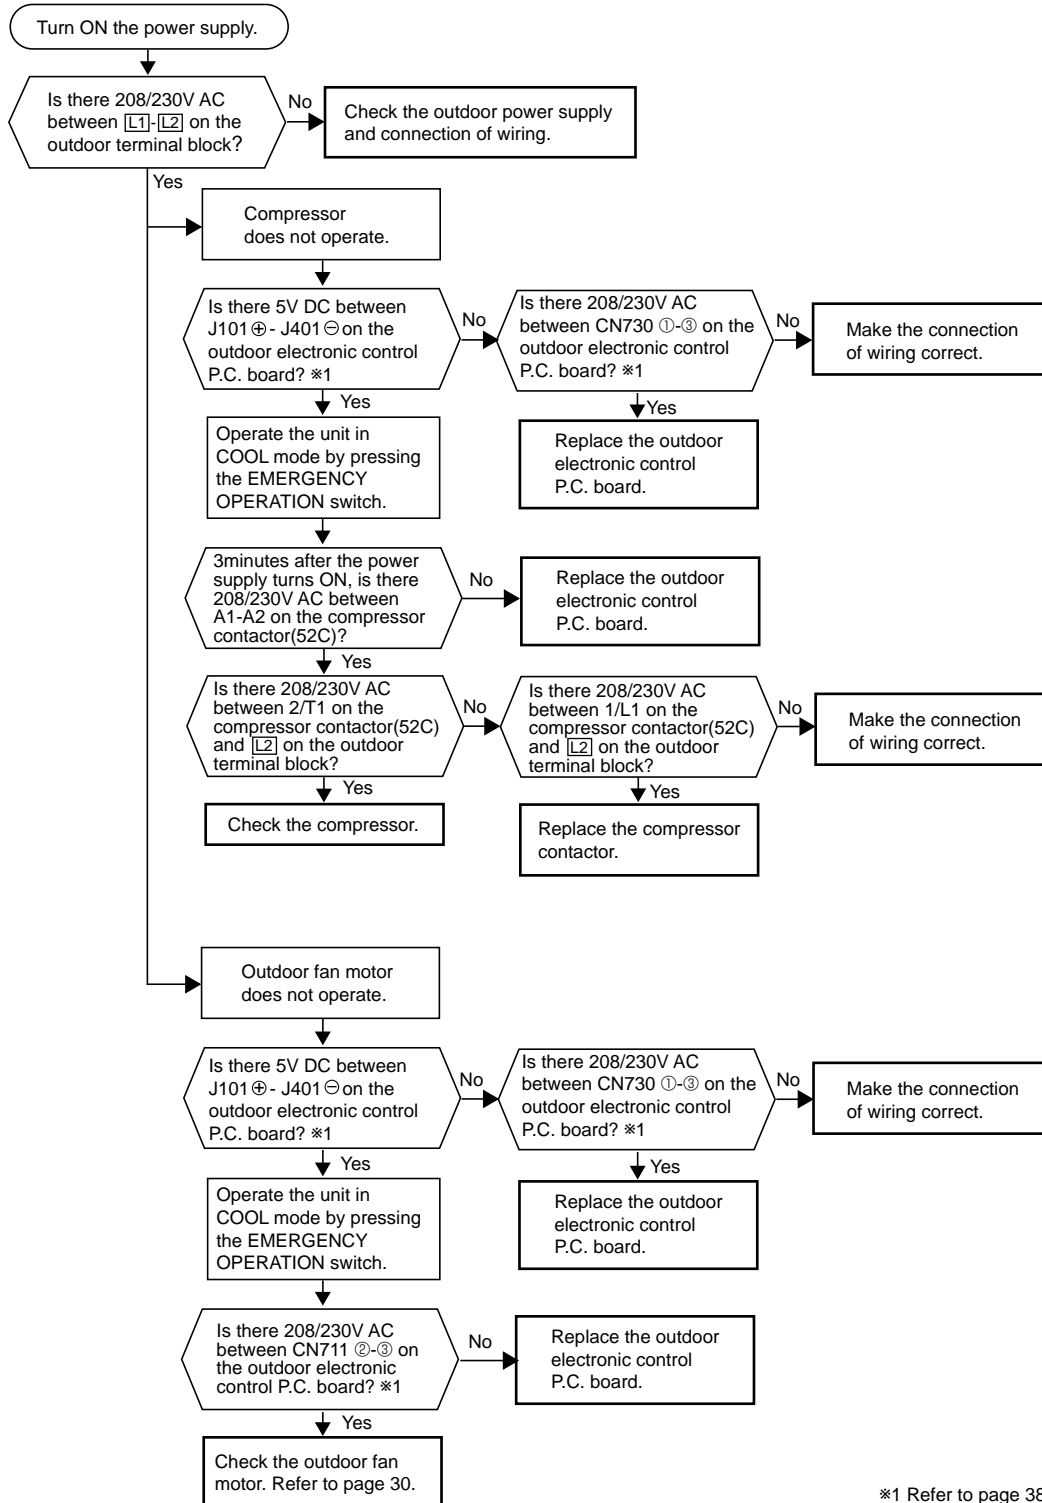 Turn ON the power supply.
Is there 208/230V AC
between L1-L2 on the
outdoor terminal block?
No
Check the outdoor power supply
and connection of wiring.
Yes
Compressor
does not operate.
Is there 5V DC between
J101 ⊕ - J401 ⊖ on the
outdoor electronic control
P.C. board? ※1
No
Is there 208/230V AC
between CN730 ①-③ on the
outdoor electronic control
P.C. board? ※1
No
Make the connection
of wiring correct.
Yes
Yes
Operate the unit in
COOL mode by pressing
the EMERGENCY
OPERATION switch.
Replace the outdoor
electronic control
P.C. board.
3minutes after the power
supply turns ON, is there
208/230V AC between
A1-A2 on the compressor
contactor(52C)?
No
Replace the outdoor
electronic control
P.C. board.
Yes
Is there 208/230V AC
between 2/T1 on the
compressor contactor(52C)
and L2 on the outdoor
terminal block?
No
Is there 208/230V AC
between 1/L1 on the
compressor contactor(52C)
and L2 on the outdoor
terminal block?
No
Make the connection
of wiring correct.
Yes
Yes
Check the compressor.
Replace the compressor
contactor.
Outdoor fan motor
does not operate.
Is there 5V DC between
J101 ⊕ - J401 ⊖ on the
outdoor electronic control
P.C. board? ※1
No
Is there 208/230V AC
between CN730 ①-③ on the
outdoor electronic control
P.C. board? ※1
No
Make the connection
of wiring correct.
Yes
Yes
Operate the unit in
COOL mode by pressing
the EMERGENCY
OPERATION switch.
Replace the outdoor
electronic control
P.C. board.
Is there 208/230V AC
between CN711 ②-③ on
the outdoor electronic
control P.C. board? ※1
No
Replace the outdoor
electronic control
P.C. board.
Yes
Check the outdoor fan
motor. Refer to page 30.
※1 Refer to page 38